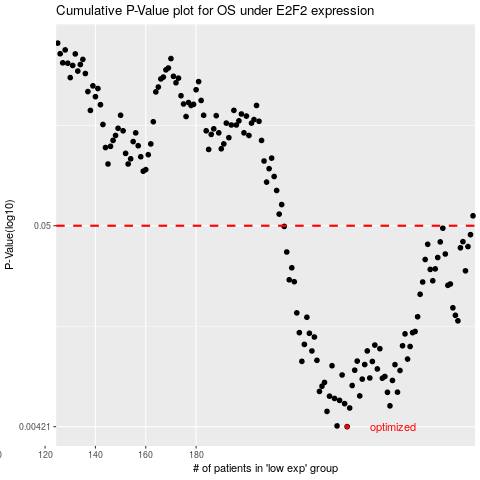 Cumulative P-Value plot for OS under E2F2 expression
P-Value(log10)
0.05
0.00421
optimized
0 120 140 160 180
# of patients in 'low exp' group